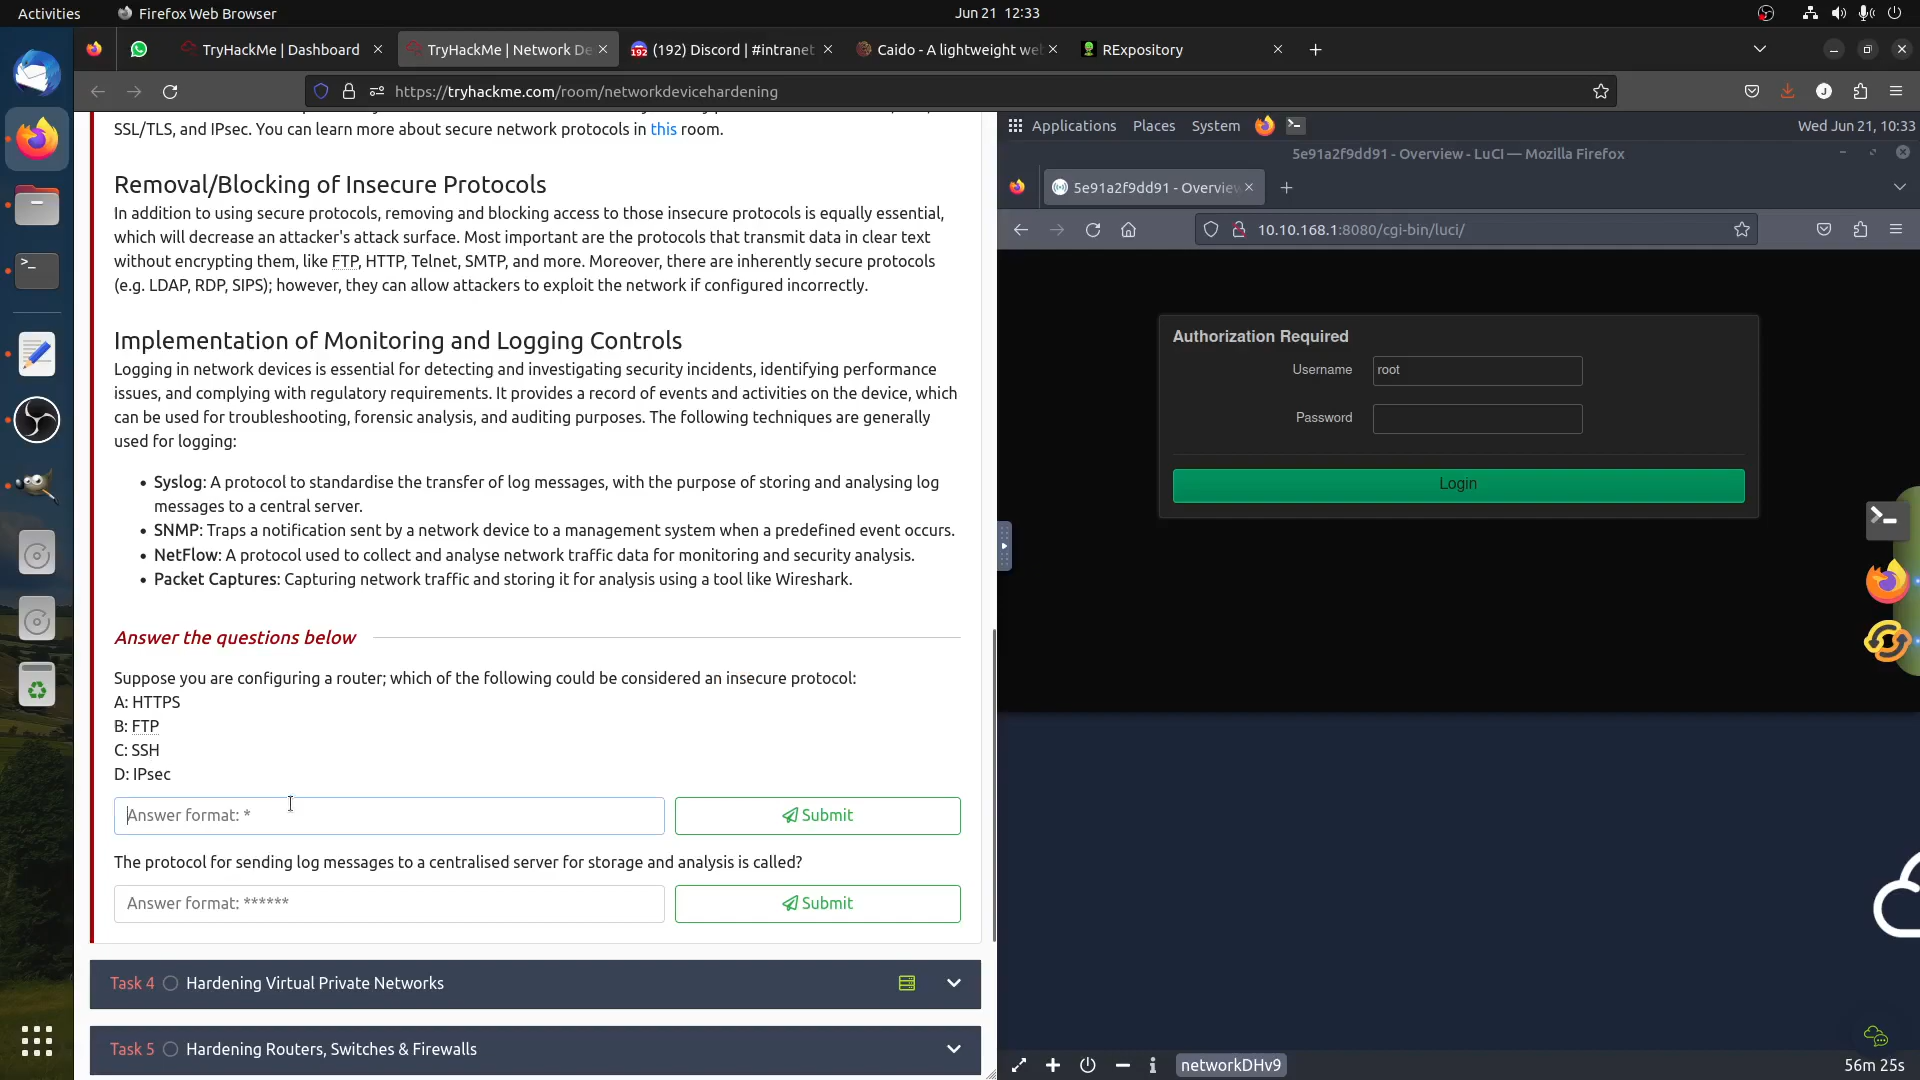 Activities
Firefox Web Browser
Jun 21 12:33
TryHackMe | Dashboard
TryHackMe | Network De
(192) Discord | #intranet
Caido - A lightweight we
RExpository
https://tryhackme.com/room/networkdevicehardening
SSL/TLS, and IPsec. You can learn more about secure network protocols in this room.
Removal/Blocking of Insecure Protocols
In addition to using secure protocols, removing and blocking access to those insecure protocols is equally essential,
which will decrease an attacker's attack surface. Most important are the protocols that transmit data in clear text
without encrypting them, like FTP, HTTP, Telnet, SMTP, and more. Moreover, there are inherently secure protocols
(e.g. LDAP, RDP, SIPS); however, they can allow attackers to exploit the network if configured incorrectly.
Implementation of Monitoring and Logging Controls
Logging in network devices is essential for detecting and investigating security incidents, identifying performance
issues, and complying with regulatory requirements. It provides a record of events and activities on the device, which
can be used for troubleshooting, forensic analysis, and auditing purposes. The following techniques are generally
used for logging:
• Syslog: A protocol to standardise the transfer of log messages, with the purpose of storing and analysing log
messages to a central server.
• SNMP: Traps a notification sent by a network device to a management system when a predefined event occurs.
• NetFlow: A protocol used to collect and analyse network traffic data for monitoring and security analysis.
• Packet Captures: Capturing network traffic and storing it for analysis using a tool like Wireshark.
Answer the questions below
Suppose you are configuring a router; which of the following could be considered an insecure protocol:
A: HTTPS
B: FTP
C: SSH
D: IPsec
Answer format: *
Submit
The protocol for sending log messages to a centralised server for storage and analysis is called?
Answer format: ******
Submit
Task 4
Hardening Virtual Private Networks
Task 5
Hardening Routers, Switches & Firewalls
Applications
Places
System
Wed Jun 21, 10:33
5e91a2f9dd91 - Overview - LuCI — Mozilla Firefox
5e91a2f9dd91 - Overview
10.10.168.1:8080/cgi-bin/luci/
Authorization Required
Username
root
Password
Login
networkDHv9
56m 25s